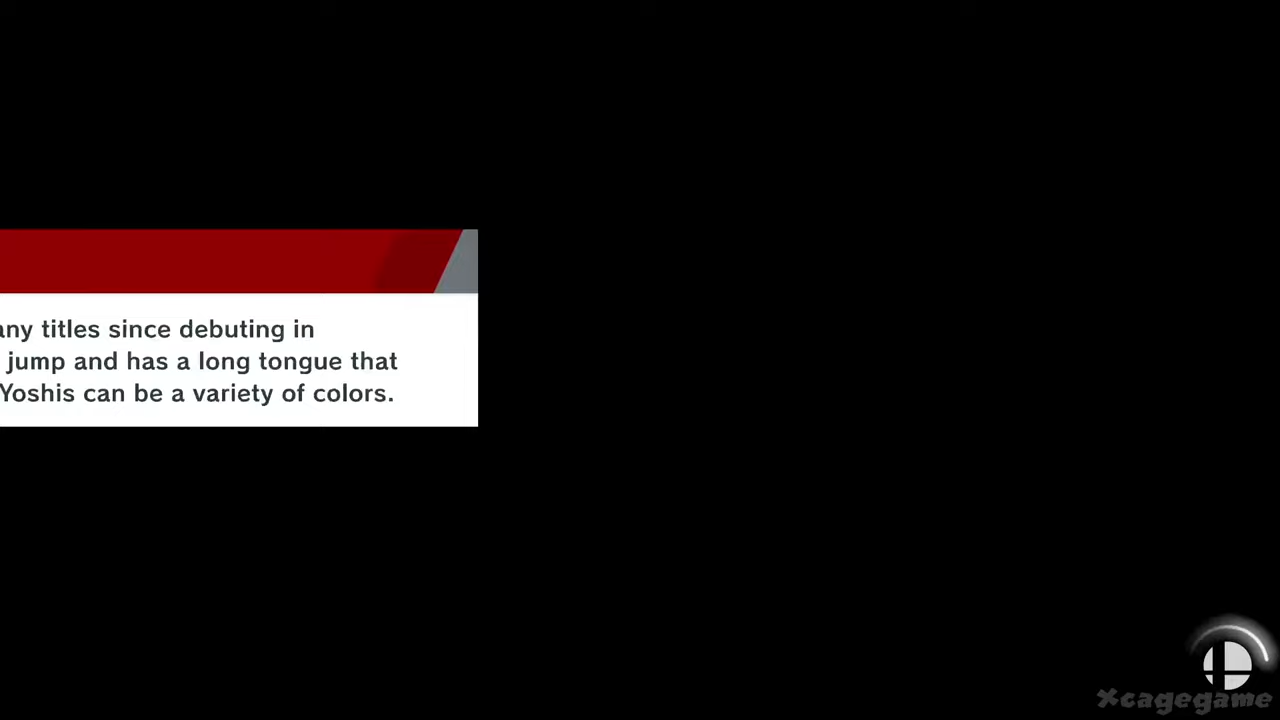 any titles since debuting in
jump and has a long tongue that
Yoshis can be a variety of colors.
Xcagegame